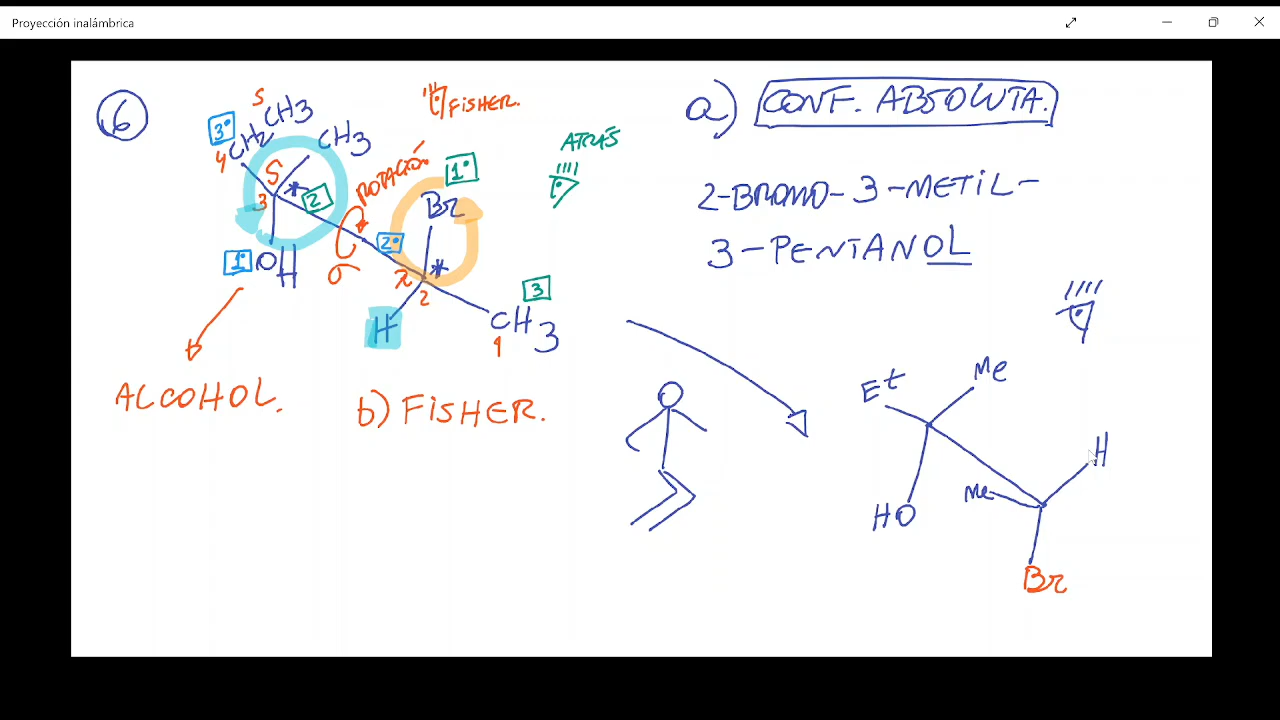 Proyección inalámbrica
6
a) CONF. ABSOLUTA.
2-BROMO-3-METIL-
3-PENTANOL
5
CH3
3°
CH2
CH3
4
S
*
3
2
1°
OH
FISHER.
ROTACIÓN
σ
ATRÁS
1°
Br
2°
R
*
2
H
3
CH3
1
ALCOHOL.
b) FISHER.
Et
Me
HO
Me
H
Br